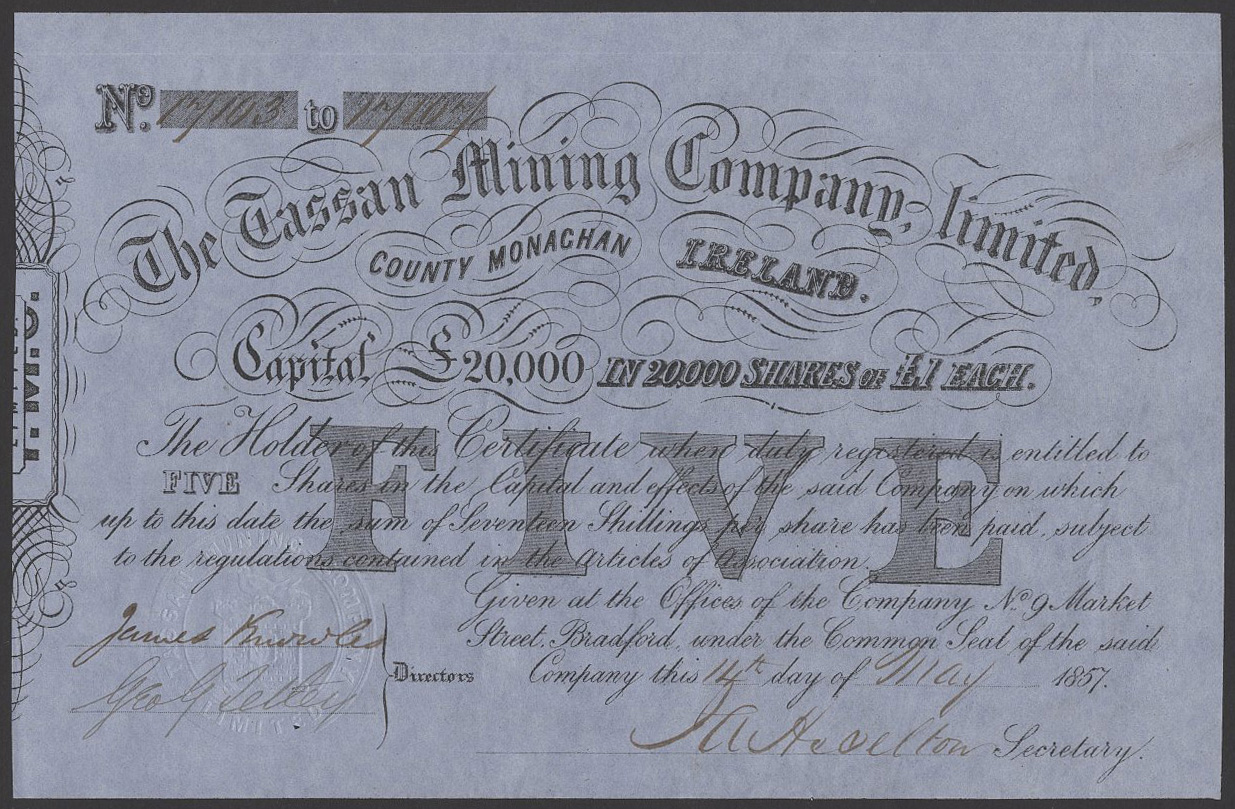 No. 17103 to 17107
The Tassan Mining Company, limited,
COUNTY MONAGHAN IRELAND.
Capital £20,000 IN 20,000 SHARES OF £1 EACH.
FIVE
The Holder of this Certificate when duly registered is entitled to
FIVE Shares in the Capital and effects of the said Company on which
up to this date the sum of Seventeen Shillings per share has been paid, subject
to the regulations contained in the Articles of Association.
Given at the Offices of the Company No. 9 Market
Street, Bradford, under the Common Seal of the said
Company this 14th day of May 1857.
James Knowles
Geo G
Directors
Secretary.
T.M.C.